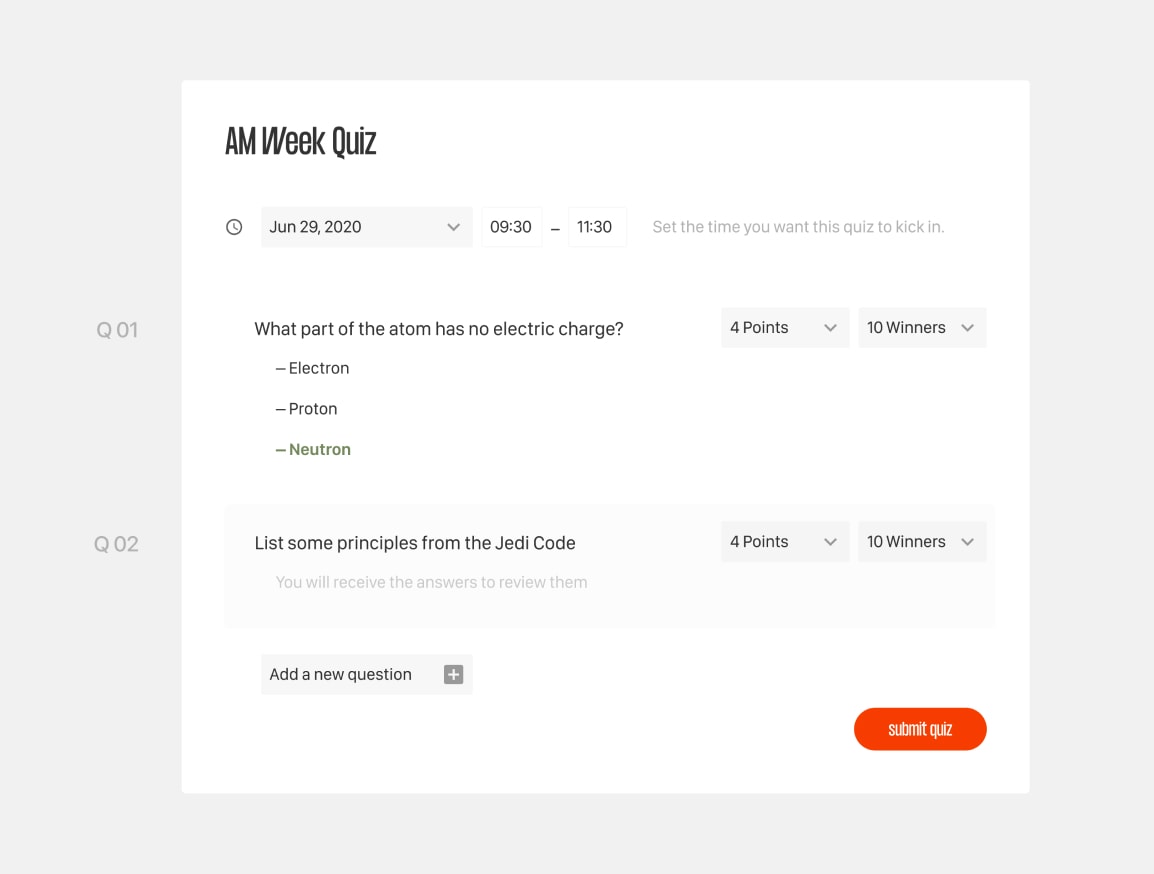 AM Week Quiz
Jun 29, 2020 09:30 – 11:30 Set the time you want this quiz to kick in.
Q 01 What part of the atom has no electric charge? 4 Points 10 Winners
– Electron
– Proton
– Neutron
Q 02 List some principles from the Jedi Code 4 Points 10 Winners
You will receive the answers to review them
Add a new question
submit quiz